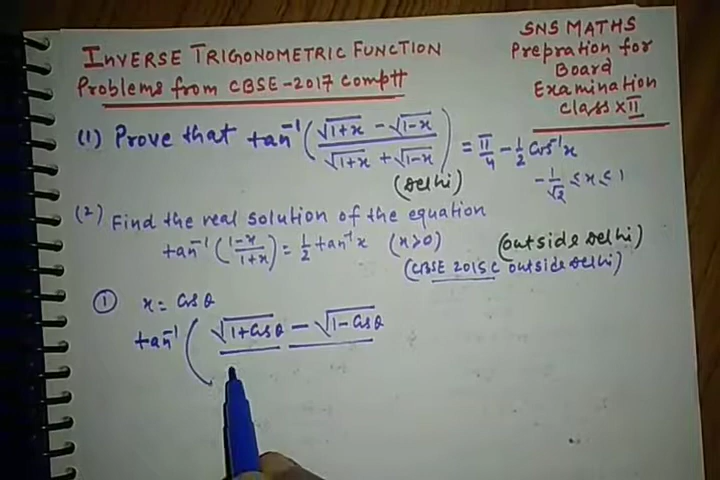 INVERSE TRIGONOMETRIC FUNCTION
Problems from CBSE-2017 Comptt
SNS MATHS
Prepration for
Board
Examination
Class XII
(1) Prove that tan⁻¹(√(1+x) − √(1−x) / √(1+x) + √(1−x)) = π/4 − 1/2 cos⁻¹x
(Delhi)
−1/√2 ≤ x ≤ 1
(2) Find the real solution of the equation
tan⁻¹(1−x/1+x) = 1/2 tan⁻¹x (x>0) (outside Delhi)
(CBSE 2015C outside Delhi)
① x = cosθ
tan⁻¹(√(1+cosθ) − √(1−cosθ)